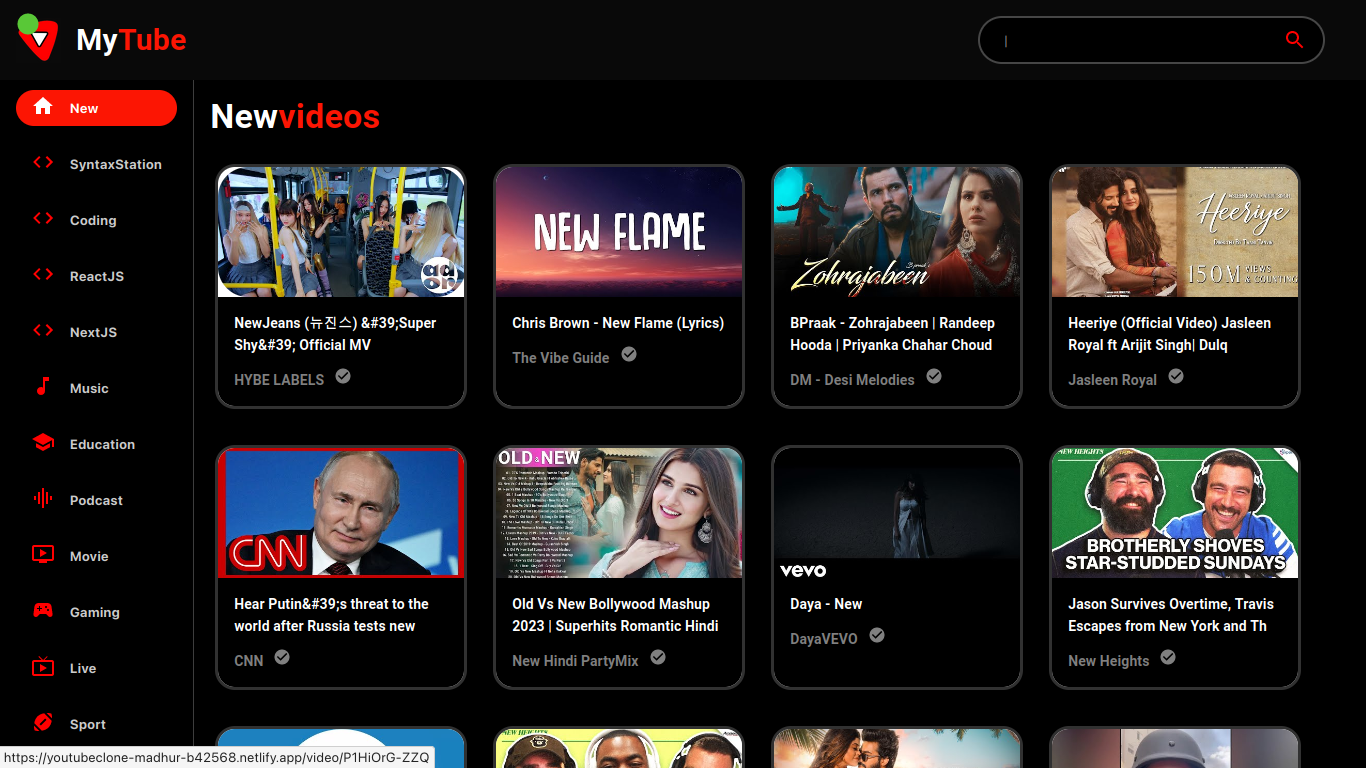 MyTube
New
SyntaxStation
Coding
ReactJS
NextJS
Music
Education
Podcast
Movie
Gaming
Live
Sport
Newvideos
ador
NewJeans (뉴진스) &#39;Super
Shy&#39; Official MV
HYBE LABELS
NEW FLAME
Chris Brown - New Flame (Lyrics)
The Vibe Guide
Zohrajabeen
BPraak - Zohrajabeen | Randeep
Hooda | Priyanka Chahar Choud
DM - Desi Melodies
Heeriye
150M VIEWS
& COUNTING
Heeriye (Official Video) Jasleen
Royal ft Arijit Singh| Dulq
Jasleen Royal
CNN
Hear Putin&#39;s threat to the
world after Russia tests new
CNN
OLD & NEW
Old Vs New Bollywood Mashup
2023 | Superhits Romantic Hindi
New Hindi PartyMix
vevo
Daya - New
DayaVEVO
NEW HEIGHTS
BROTHERLY SHOVES
STAR-STUDDED SUNDAYS
Jason Survives Overtime, Travis
Escapes from New York and Th
New Heights
NEW HEIGHTS
https://youtubeclone-madhur-b42568.netlify.app/video/P1HiOrG-ZZQ